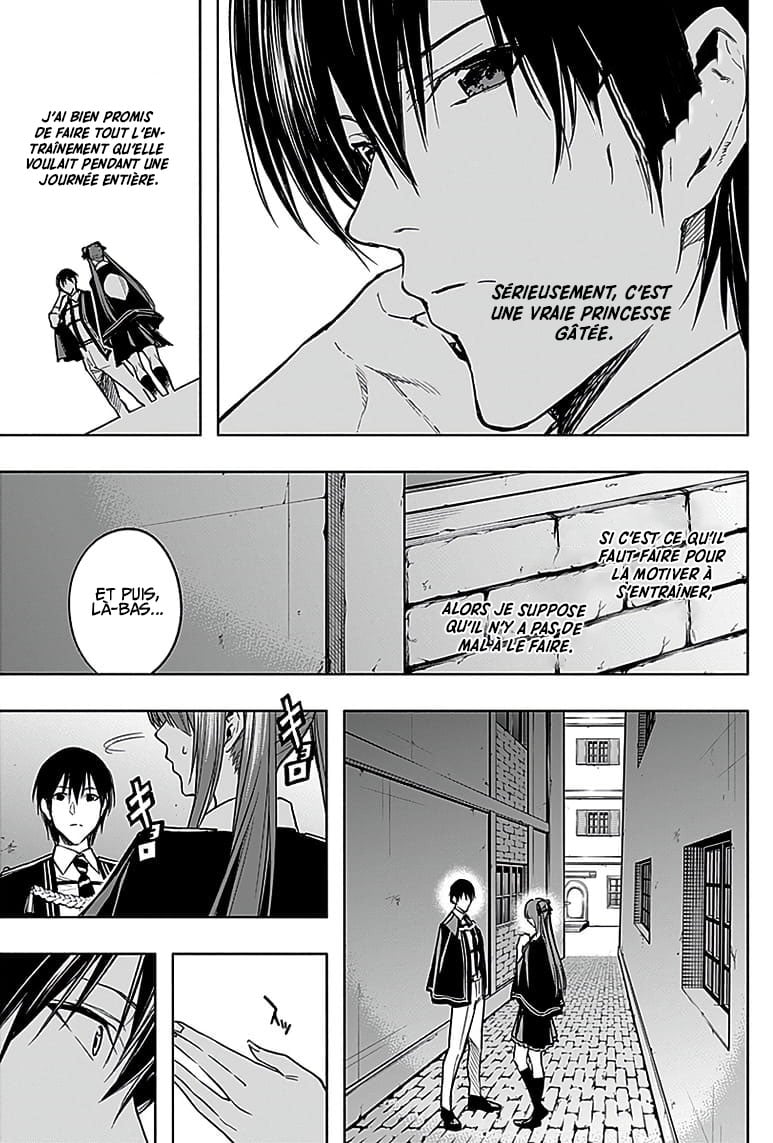 SÉRIEUSEMENT, C'EST
UNE VRAIE PRINCESSE
GÂTÉE.
J'AI BIEN PROMIS
DE FAIRE TOUT L'EN-
TRAÎNEMENT QU'ELLE
VOULAIT PENDANT UNE
JOURNÉE ENTIÈRE.
SI C'EST CE QU'IL
FAUT FAIRE POUR
LA MOTIVER À
S'ENTRAÎNER,
ALORS JE SUPPOSE
QU'IL N'Y A PAS DE
MAL À LE FAIRE.
ET PUIS,
LÀ-BAS...
キョロ
キョロ
スッ